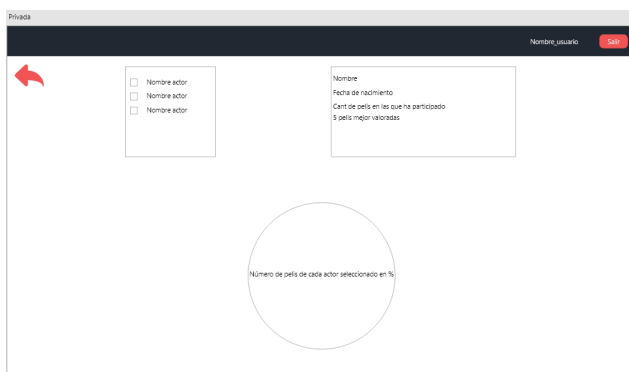 Privada
Nombre_usuario
Salir
Nombre actor
Nombre actor
Nombre actor
Nombre
Fecha de nacimiento
Cant de pelis en las que ha participado
5 pelis mejor valoradas
Número de pelis de cada actor seleccionado en %